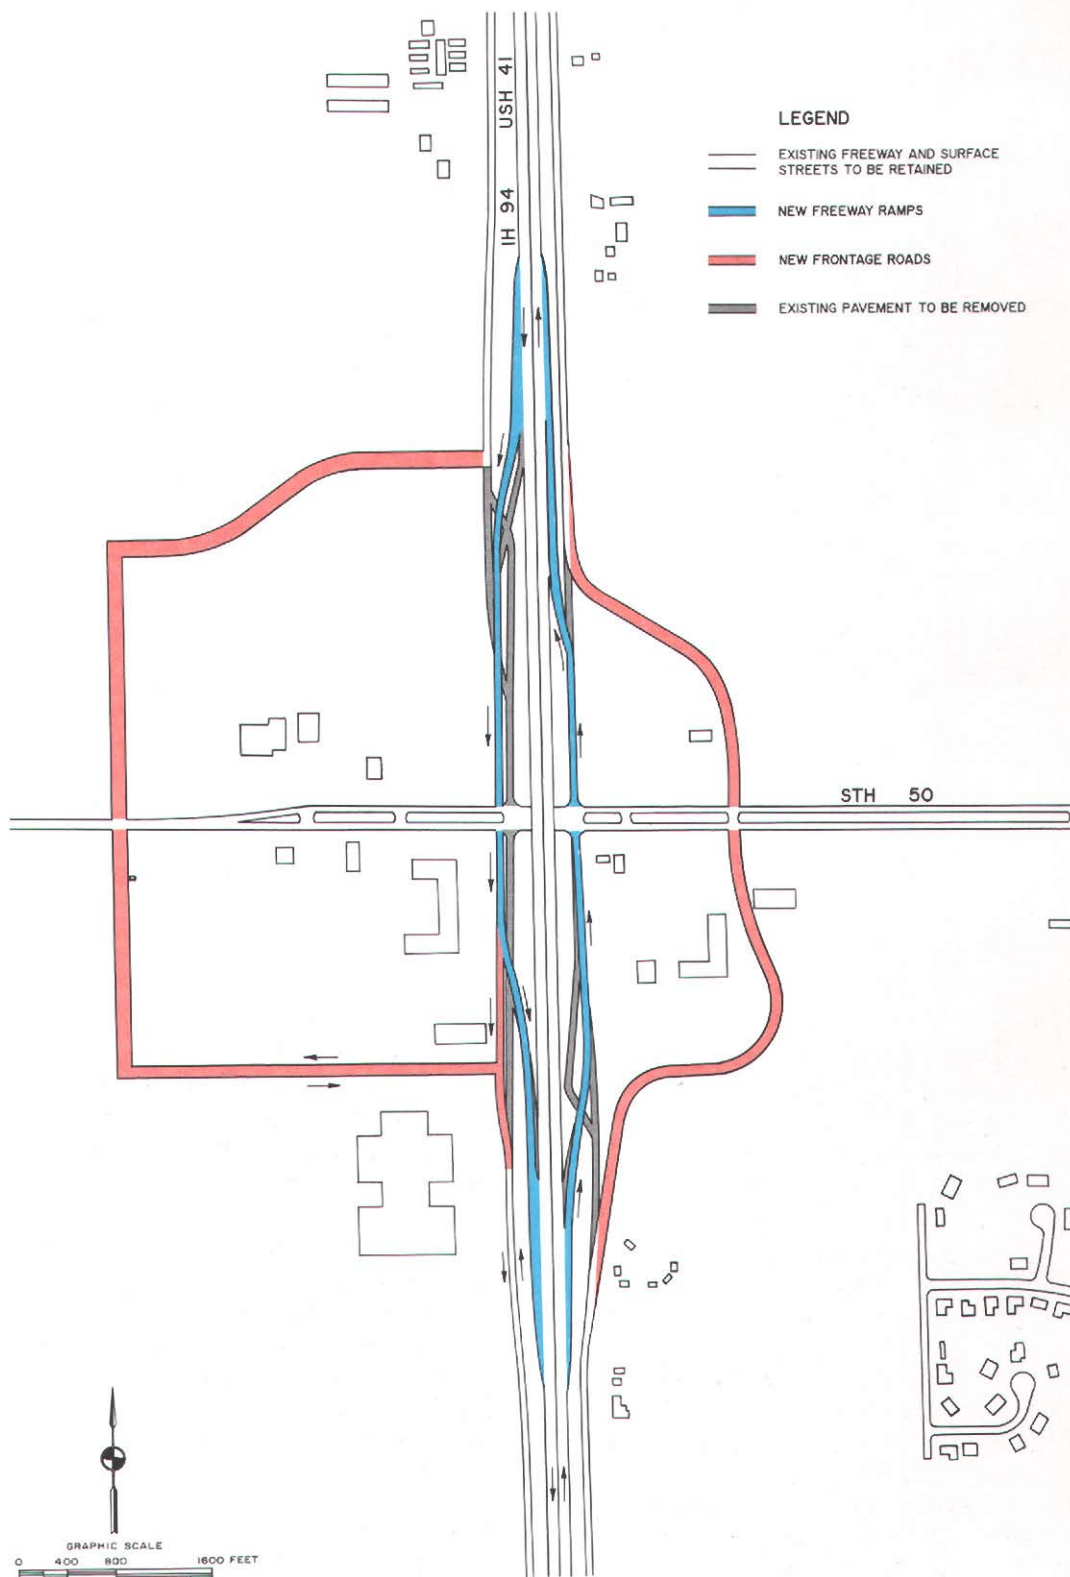 IH 94 USH 41
LEGEND
EXISTING FREEWAY AND SURFACE
STREETS TO BE RETAINED
NEW FREEWAY RAMPS
NEW FRONTAGE ROADS
EXISTING PAVEMENT TO BE REMOVED
STH 50
GRAPHIC SCALE
0 400 800 1600 FEET